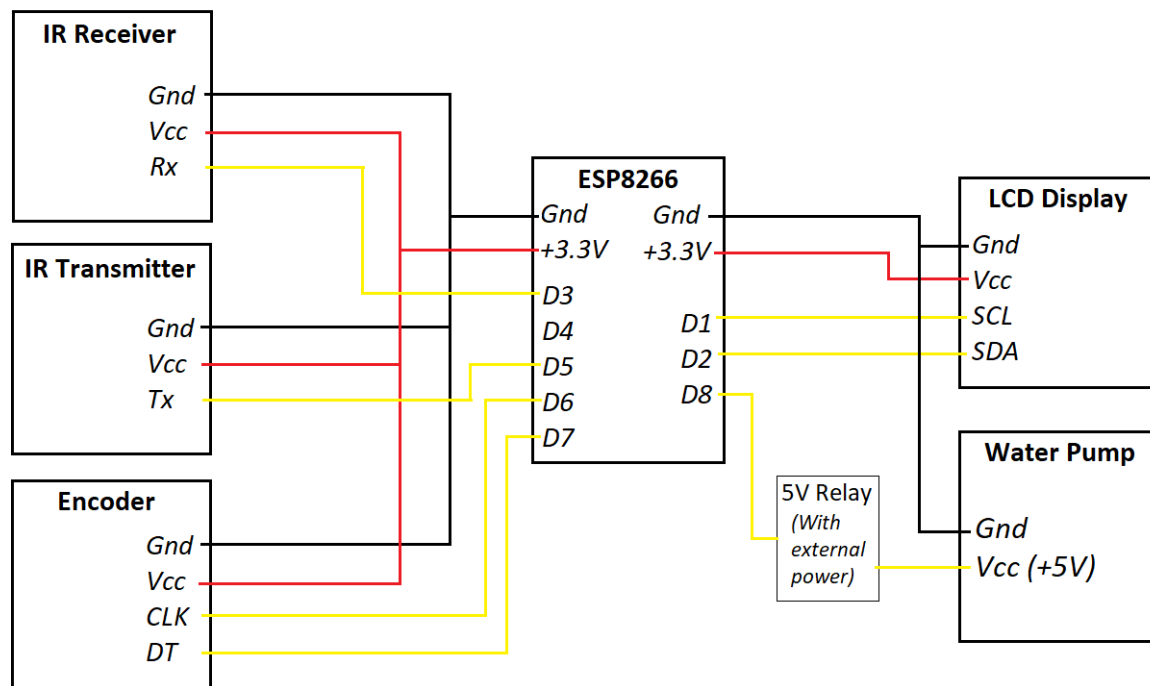 IR Receiver
Gnd
Vcc
Rx
IR Transmitter
Gnd
Vcc
Tx
Encoder
Gnd
Vcc
CLK
DT
ESP8266
Gnd
+3.3V
D3
D4
D5
D6
D7
Gnd
+3.3V
D1
D2
D8
5V Relay
(With
external
power)
LCD Display
Gnd
Vcc
SCL
SDA
Water Pump
Gnd
Vcc (+5V)